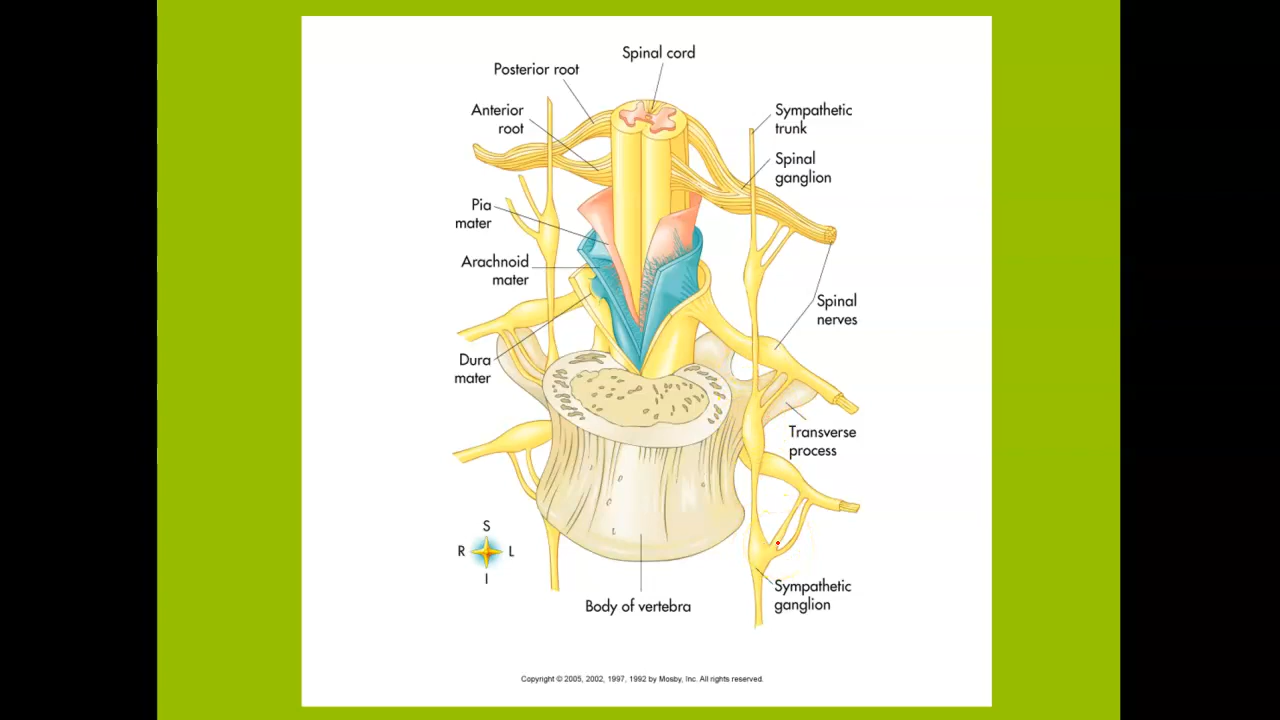 Spinal cord
Posterior root
Anterior
root
Sympathetic
trunk
Spinal
ganglion
Pia
mater
Arachnoid
mater
Spinal
nerves
Dura
mater
Transverse
process
S
R L
I
Sympathetic
ganglion
Body of vertebra
Copyright © 2005, 2002, 1997, 1992 by Mosby, Inc. All rights reserved.